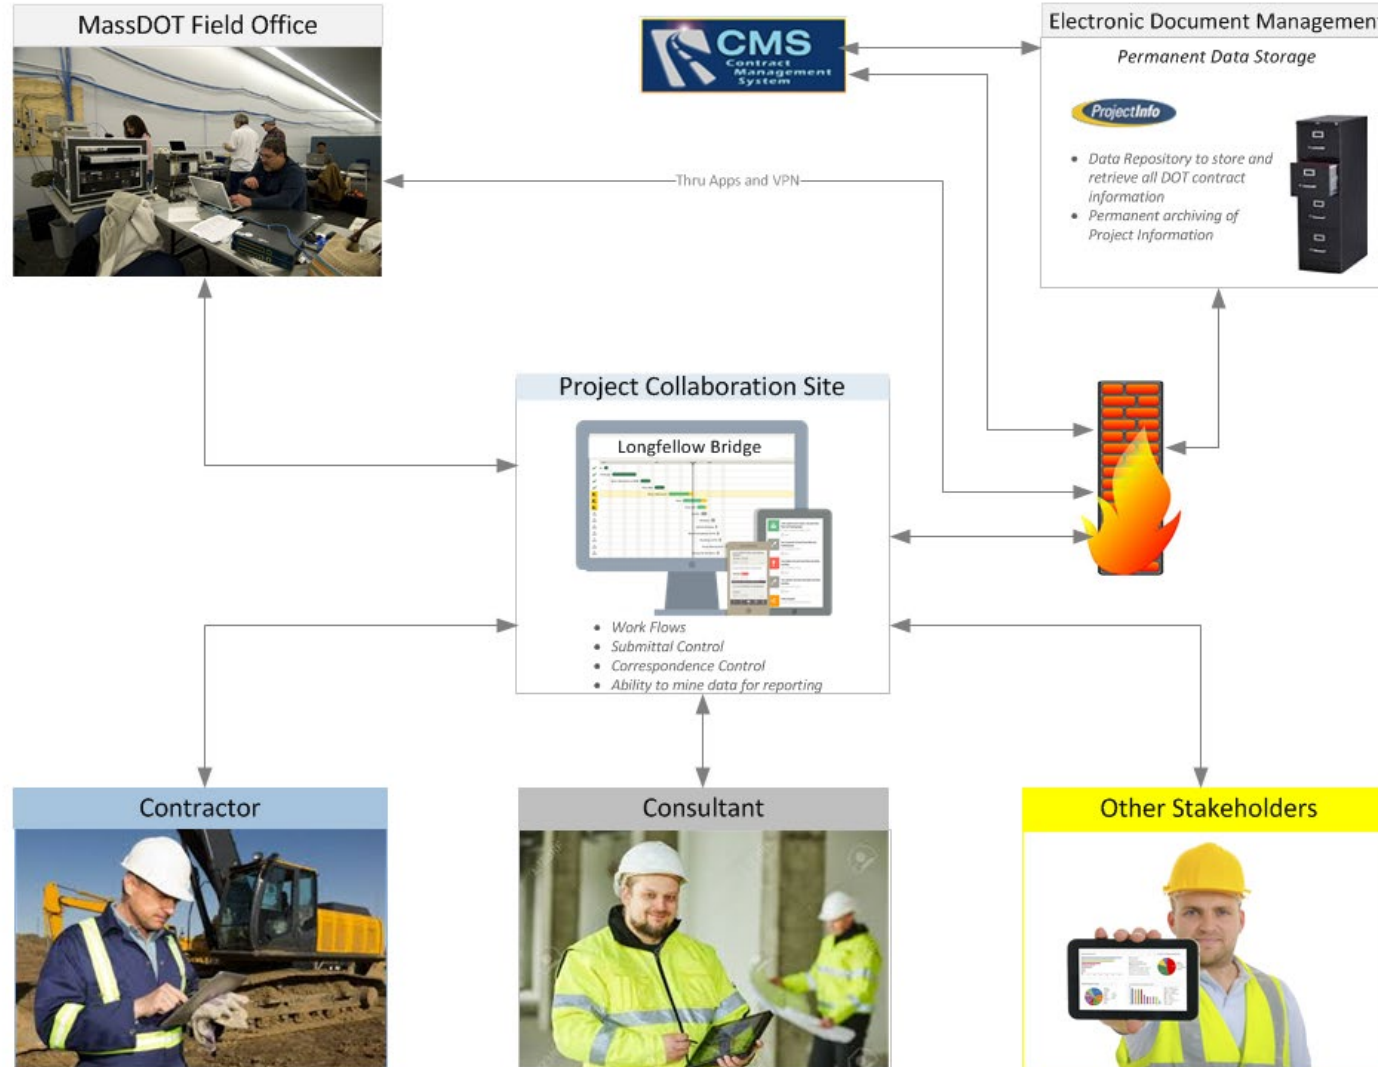 MassDOT Field Office
CMS
Contract
Management
System
Electronic Document Management
Permanent Data Storage
ProjectInfo
• Data Repository to store and
retrieve all DOT contract
information
• Permanent archiving of
Project Information
Thru Apps and VPN
Project Collaboration Site
Longfellow Bridge
• Work Flows
• Submittal Control
• Correspondence Control
• Ability to mine data for reporting
Contractor
Consultant
Other Stakeholders